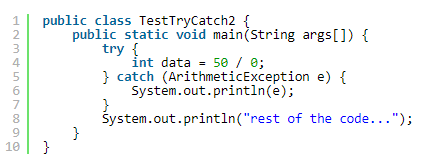 1 public class TestTryCatch2 {
2     public static void main(String args[]) {
3         try {
4             int data = 50 / 0;
5         } catch (ArithmeticException e) {
6             System.out.println(e);
7         }
8         System.out.println("rest of the code...");
9     }
10 }